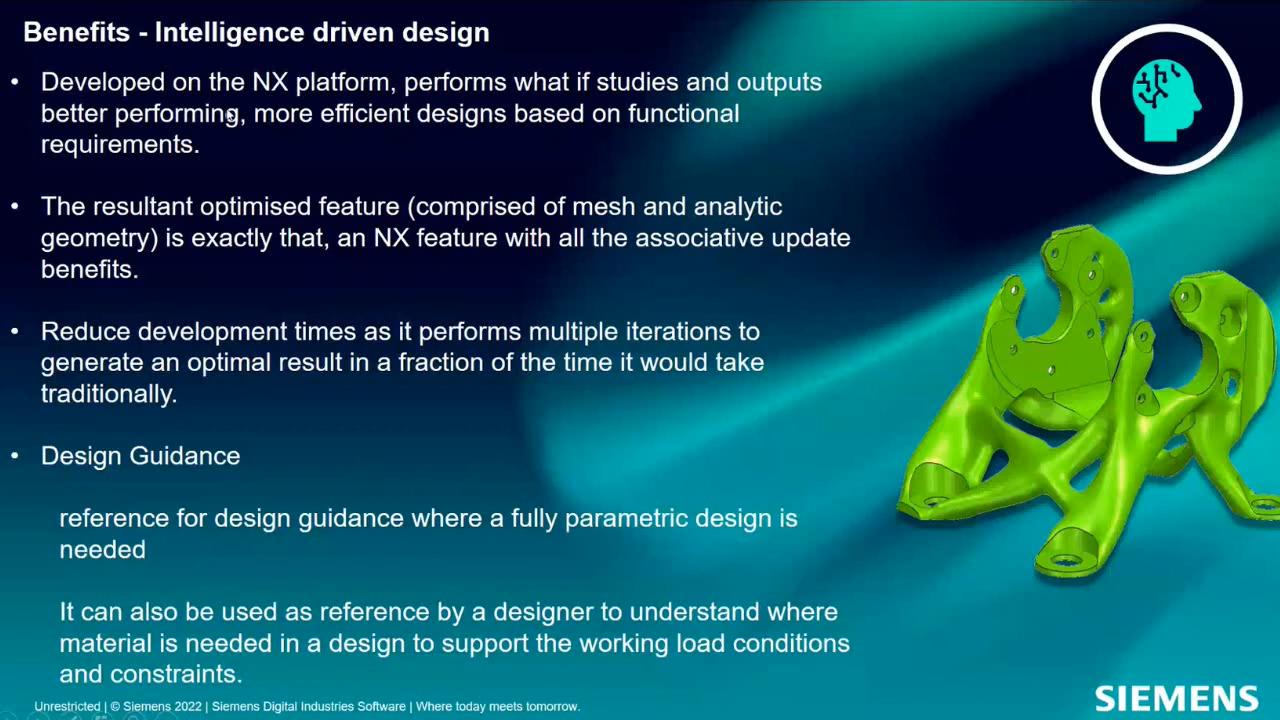 Benefits - Intelligence driven design
• Developed on the NX platform, performs what if studies and outputs
better performing, more efficient designs based on functional
requirements.
• The resultant optimised feature (comprised of mesh and analytic
geometry) is exactly that, an NX feature with all the associative update
benefits.
• Reduce development times as it performs multiple iterations to
generate an optimal result in a fraction of the time it would take
traditionally.
• Design Guidance
reference for design guidance where a fully parametric design is
needed
It can also be used as reference by a designer to understand where
material is needed in a design to support the working load conditions
and constraints.
Unrestricted | © Siemens 2022 | Siemens Digital Industries Software | Where today meets tomorrow.
SIEMENS